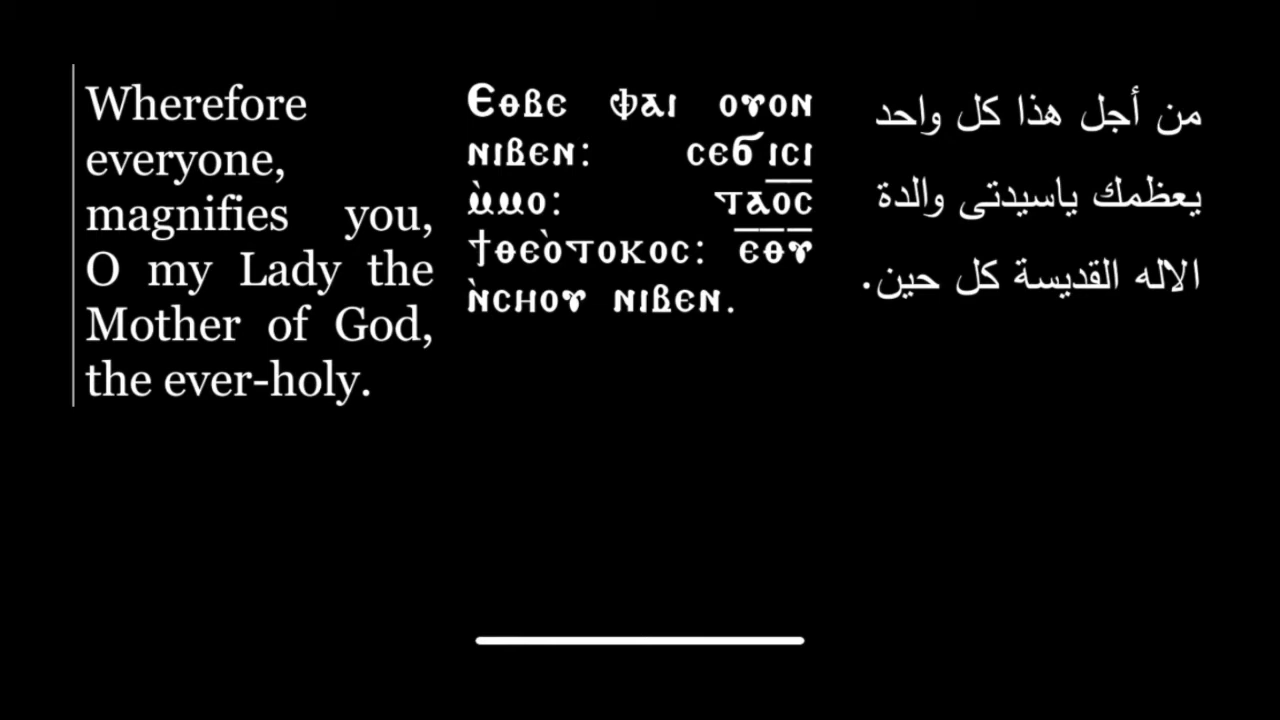 Wherefore
everyone,
magnifies you,
O my Lady the
Mother of God,
the ever-holy.
Ⲉⲑⲃⲉ ⲫⲁⲓ ⲟⲩⲟⲛ
ⲛⲓⲃⲉⲛ: ⲥⲉϭⲓⲥⲓ
ⲙ̀ⲙⲟ: ⲧⲁⲟ̅ⲥ̅
ϯⲑⲉⲟ̀ⲧⲟⲕⲟⲥ: ⲉ̅ⲑ̅ⲩ̅
ⲛ̀ⲥⲏⲟⲩ ⲛⲓⲃⲉⲛ.
من أجل هذا كل واحد
يعظمك ياسيدتى والدة
الاله القديسة كل حين.